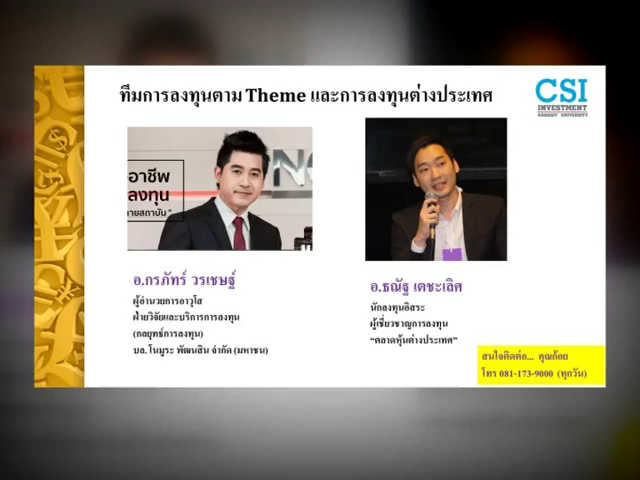 ทีมการลงทุนตาม Theme และการลงทุนต่างประเทศ
CSI
INVESTMENT
RANGSIT UNIVERSITY
อาชีพ
ลงทุน
ายสถาบัน"
อ.กรภัทร์ วรเชษฐ์
ผู้อำนวยการอาวุโส
ฝ่ายวิจัยและบริการการลงทุน
(กลยุทธ์การลงทุน)
บล. โนมูระ พัฒนสิน จำกัด (มหาชน)
อ.ธณัฐ เตชะเลิศ
นักลงทุนอิสระ
ผู้เชี่ยวชาญการลงทุน
“ตลาดหุ้นต่างประเทศ”
สนใจติดต่อ... คุณก้อย
โทร 081-173-9000 (ทุกวัน)